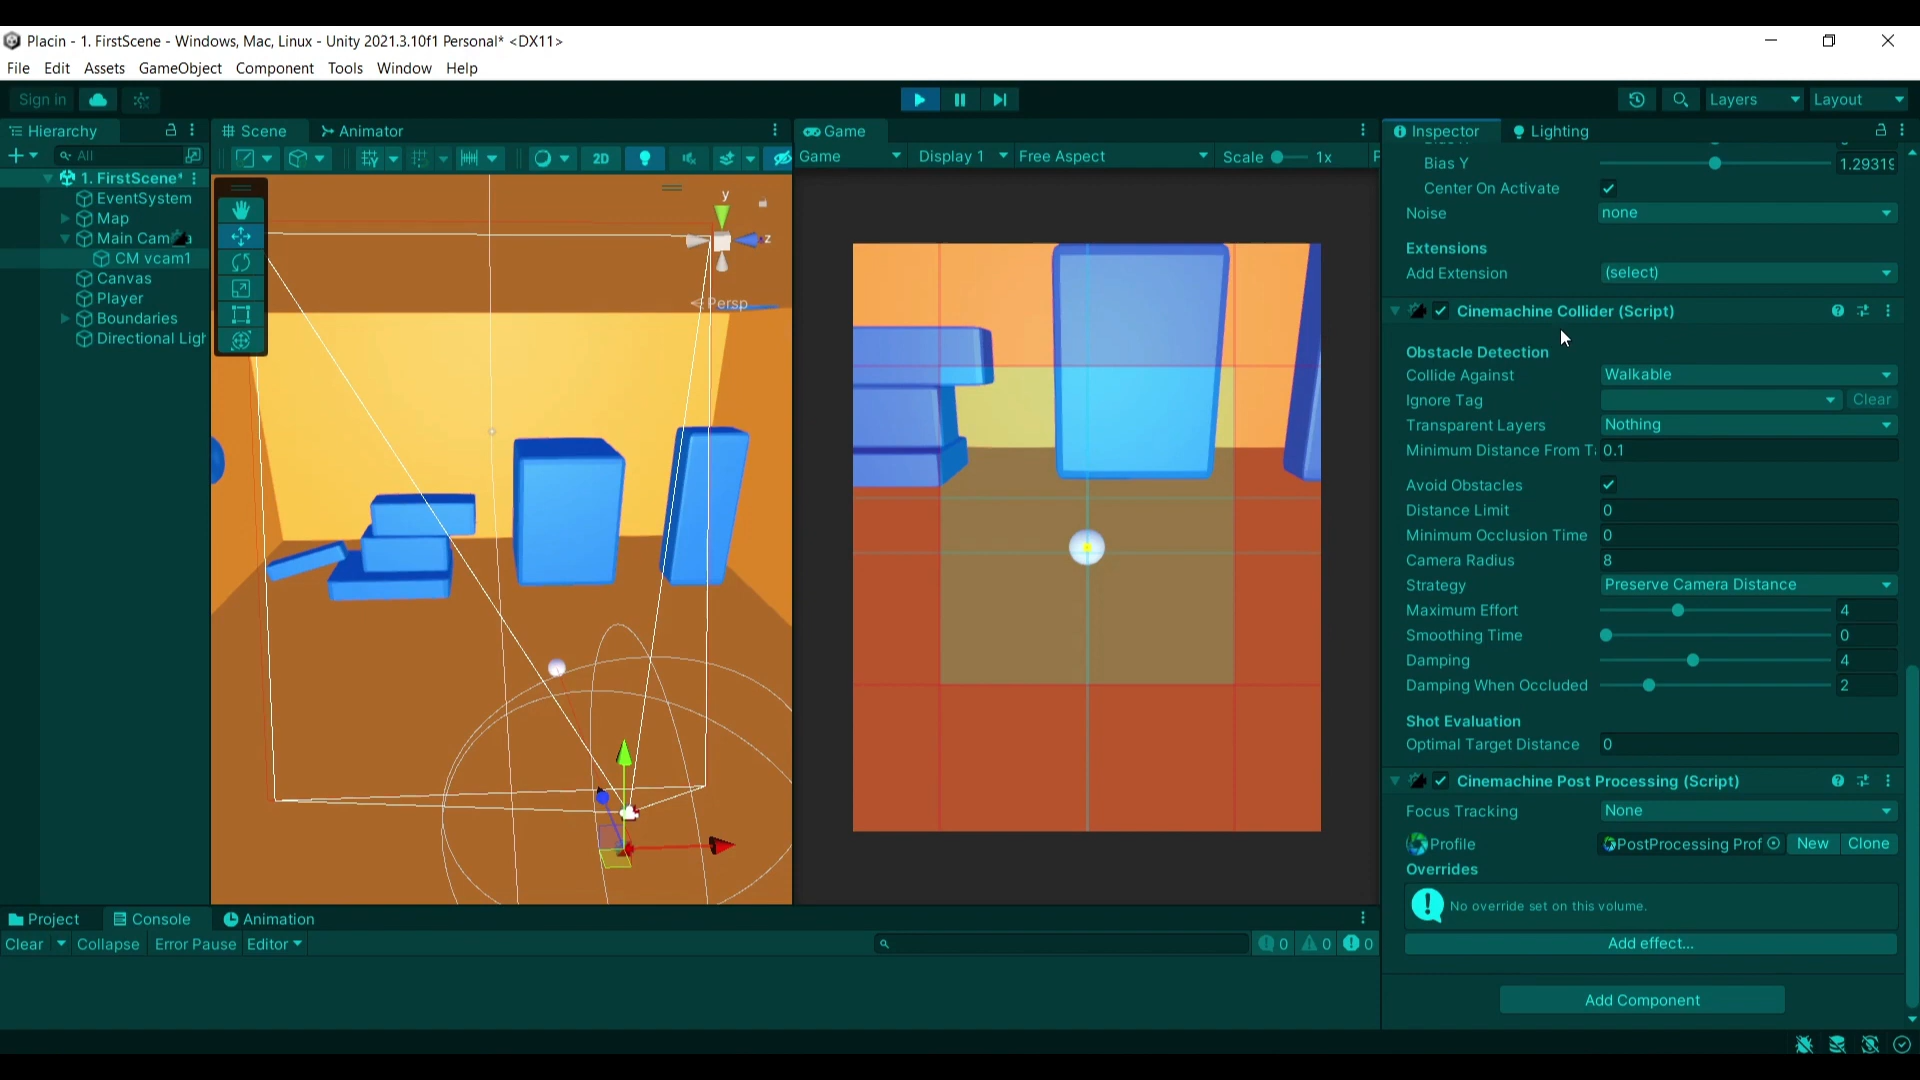 Placin - 1. FirstScene - Windows, Mac, Linux - Unity 2021.3.10f1 Personal* <DX11>
File Edit Assets GameObject Component Tools Window Help
Sign in Layers Layout
Hierarchy Scene Animator Game Inspector Lighting
All 2D Game Display 1 Free Aspect Scale 1x
1. FirstScene*
EventSystem
Map
Main Cam
CM vcam1
Canvas
Player
Boundaries
Directional Ligh
y
z
Persp
Bias Y 1.29319
Center On Activate
Noise none
Extensions
Add Extension (select)
Cinemachine Collider (Script)
Obstacle Detection
Collide Against Walkable
Ignore Tag Clear
Transparent Layers Nothing
Minimum Distance From T 0.1
Avoid Obstacles
Distance Limit 0
Minimum Occlusion Time 0
Camera Radius 8
Strategy Preserve Camera Distance
Maximum Effort 4
Smoothing Time 0
Damping 4
Damping When Occluded 2
Shot Evaluation
Optimal Target Distance 0
Cinemachine Post Processing (Script)
Focus Tracking None
Profile PostProcessing Prof New Clone
Overrides
No override set on this volume.
Add effect...
Add Component
Project Console Animation
Clear Collapse Error Pause Editor 0 0 0